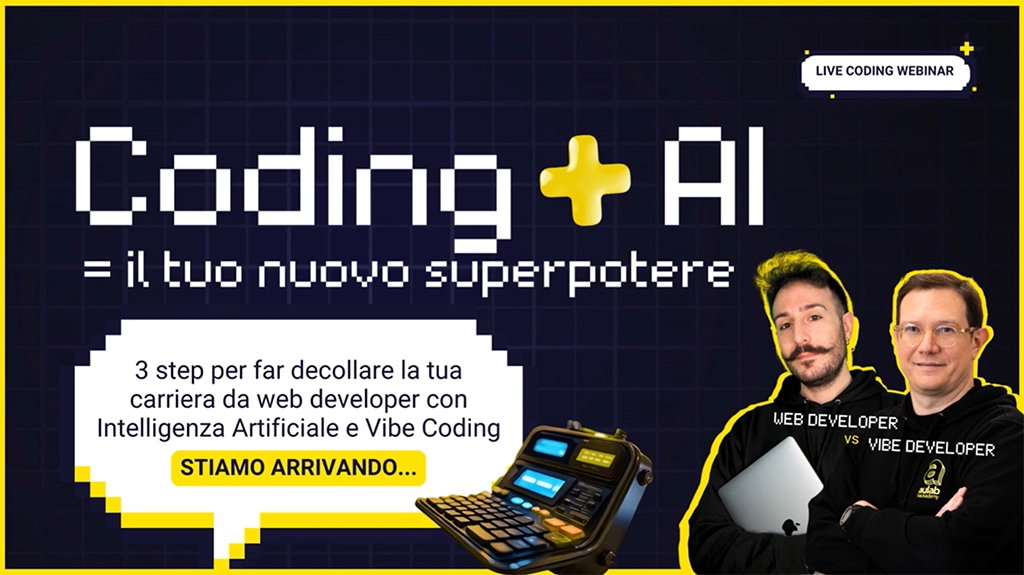 LIVE CODING WEBINAR
Coding + AI
= il tuo nuovo superpotere
3 step per far decollare la tua
carriera da web developer con
Intelligenza Artificiale e Vibe Coding
STIAMO ARRIVANDO...
WEB DEVELOPER
VS
VIBE DEVELOPER
aulab
hackademy